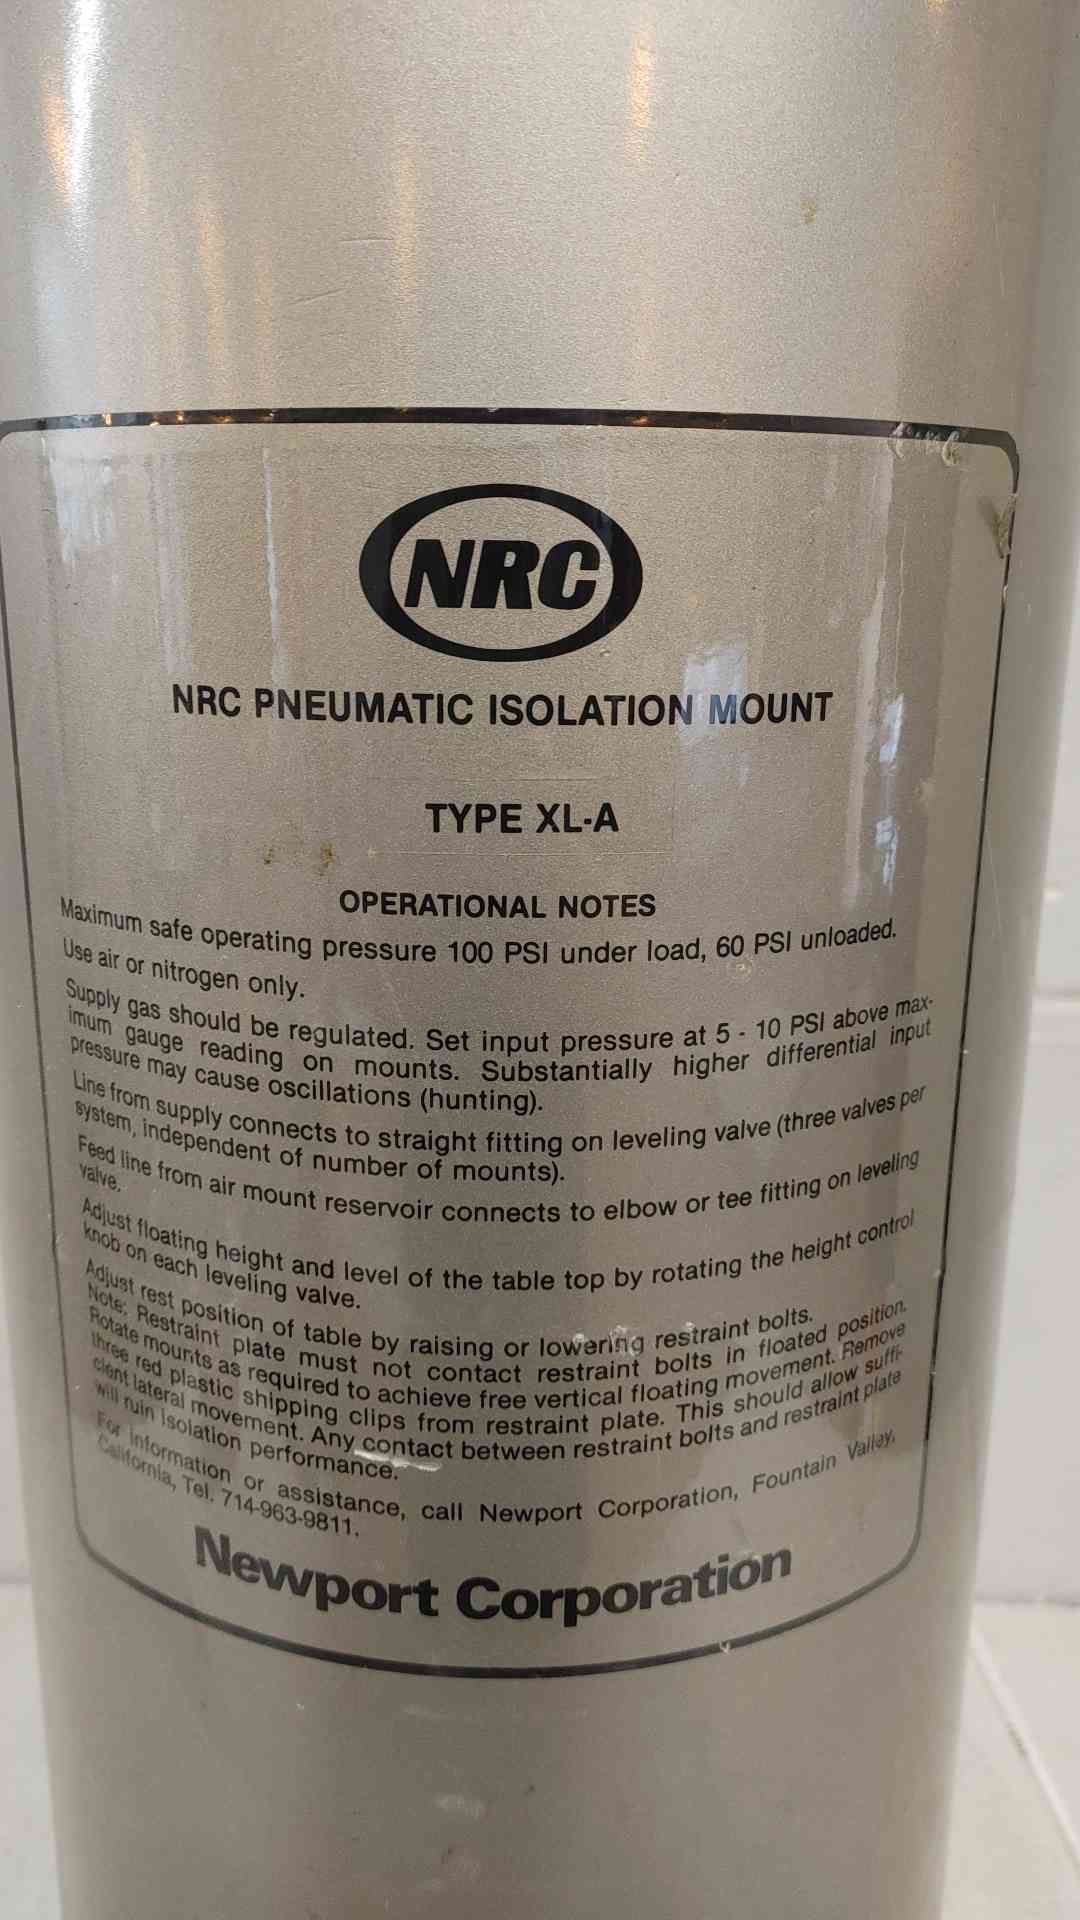 NRC
NRC PNEUMATIC ISOLATION MOUNT
TYPE XL-A
OPERATIONAL NOTES
Maximum safe operating pressure 100 PSI under load, 60 PSI unloaded.
Use air or nitrogen only.
Supply gas should be regulated. Set input pressure at 5 - 10 PSI above max-
imum gauge reading on mounts. Substantially higher differential input
pressure may cause oscillations (hunting).
Line from supply connects to straight fitting on leveling valve (three valves per
system, independent of number of mounts).
Feed line from air mount reservoir connects to elbow or tee fitting on leveling
valve.
Adjust floating height and level of the table top by rotating the height control
knob on each leveling valve.
Adjust rest position of table by raising or lowering restraint bolts.
Note: Restraint plate must not contact restraint bolts in floated position.
Rotate mounts as required to achieve free vertical floating movement. Remove
three red plastic shipping clips from restraint plate. This should allow suffi-
cient lateral movement. Any contact between restraint bolts and restraint plate
will ruin isolation performance.
For information or assistance, call Newport Corporation, Fountain Valley,
California, Tel. 714-963-9811.
Newport Corporation